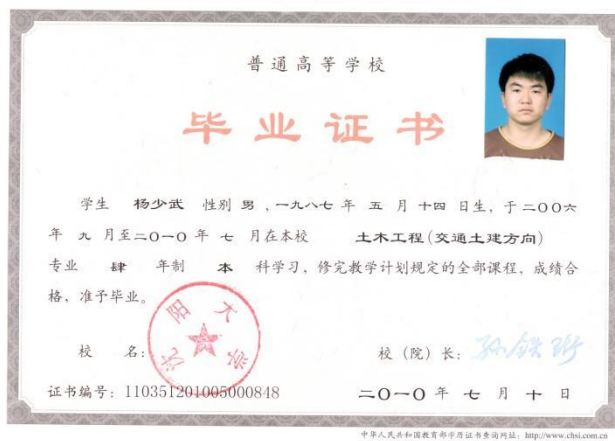 普通高等学校
毕业证书
学生 杨少武 性别 男 ,一九八七 年 五 月 十四 日生, 于 二〇〇六
年 九 月至 二〇一〇 年 七 月在本校 土木工程(交通土建方向)
专业 肆 年制 本 科学习, 修完教学计划规定的全部课程, 成绩合
格, 准予毕业。
沈阳大学
校 名: 校(院)长:
证书编号: 110351201005000848 二〇一〇 年 七 月 十 日
中华人民共和国教育部学历证书查询网址: http://www.chsi.com.cn